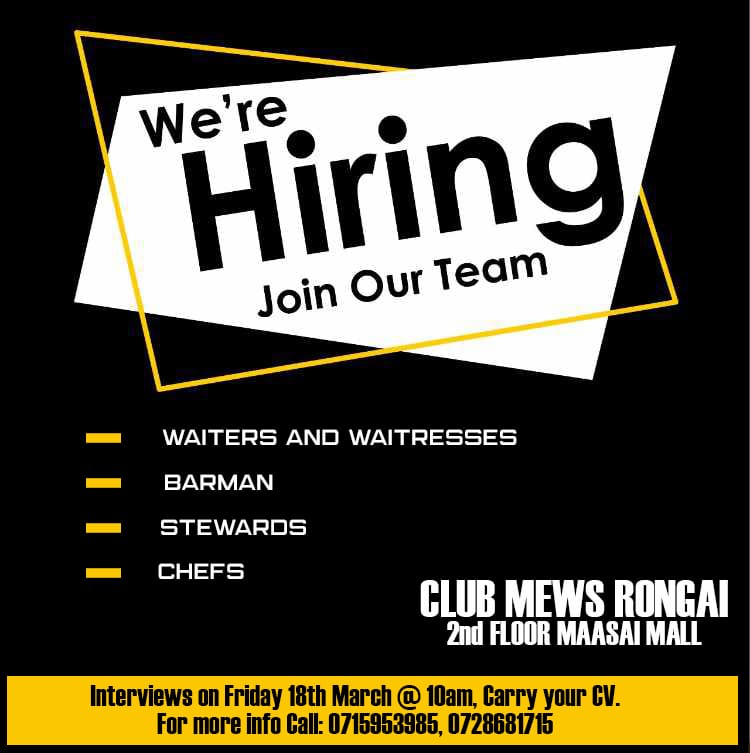 We're
Hiring
Join Our Team
WAITERS AND WAITRESSES
BARMAN
STEWARDS
CHEFS
CLUB MEWS RONGAI
2nd FLOOR MAASAI MALL
Interviews on Friday 18th March @ 10am, Carry your CV.
For more info Call: 0715953985, 0728681715